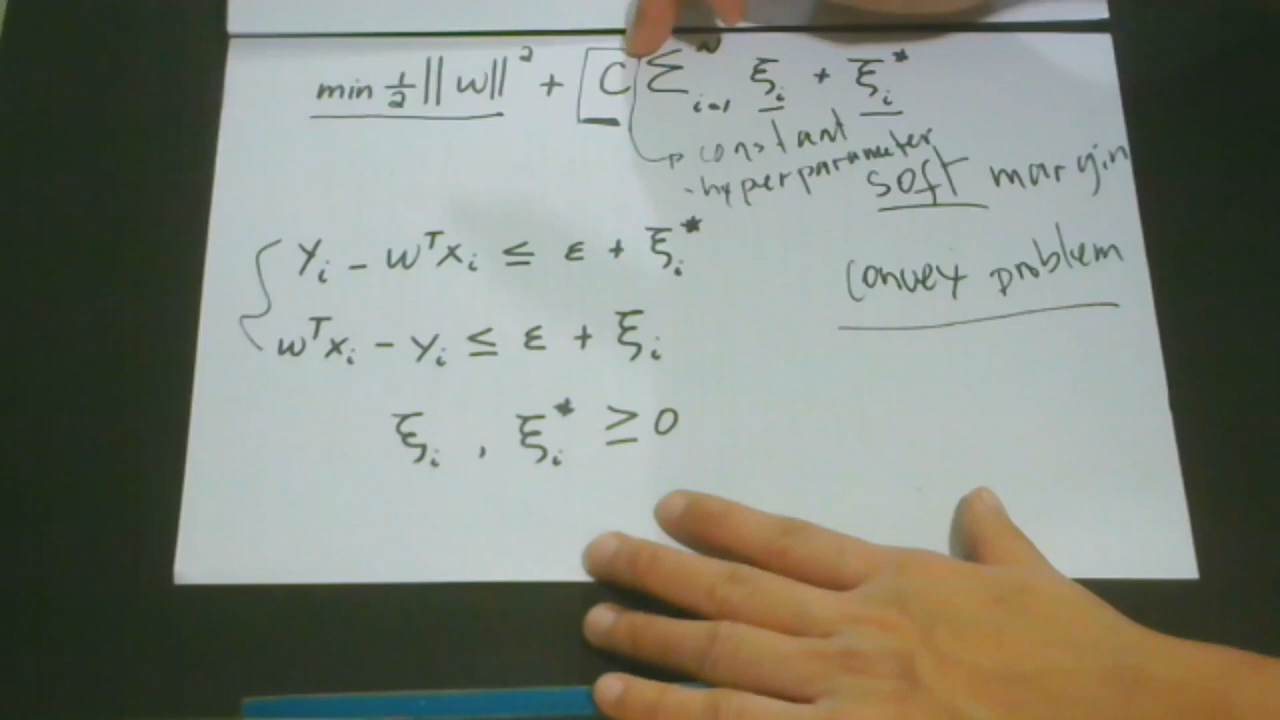 min ½ ||w||² + C Σᵢ₌₁ᴺ ξᵢ + ξᵢ*
constant
- hyperparameter
soft margin
yᵢ - wᵀxᵢ ≤ ε + ξᵢ*
convex problem
wᵀxᵢ - yᵢ ≤ ε + ξᵢ
ξᵢ , ξᵢ* ≥ 0